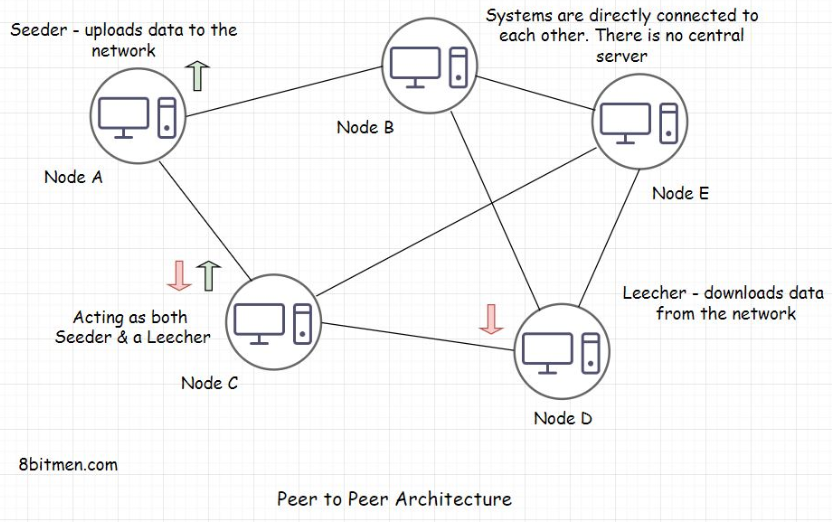 Seeder - uploads data to the
network
Systems are directly connected to
each other. There is no central
server
Node B
Node A
Node E
Leecher - downloads data
from the network
Acting as both
Seeder & a Leecher
Node C
Node D
8bitmen.com
Peer to Peer Architecture